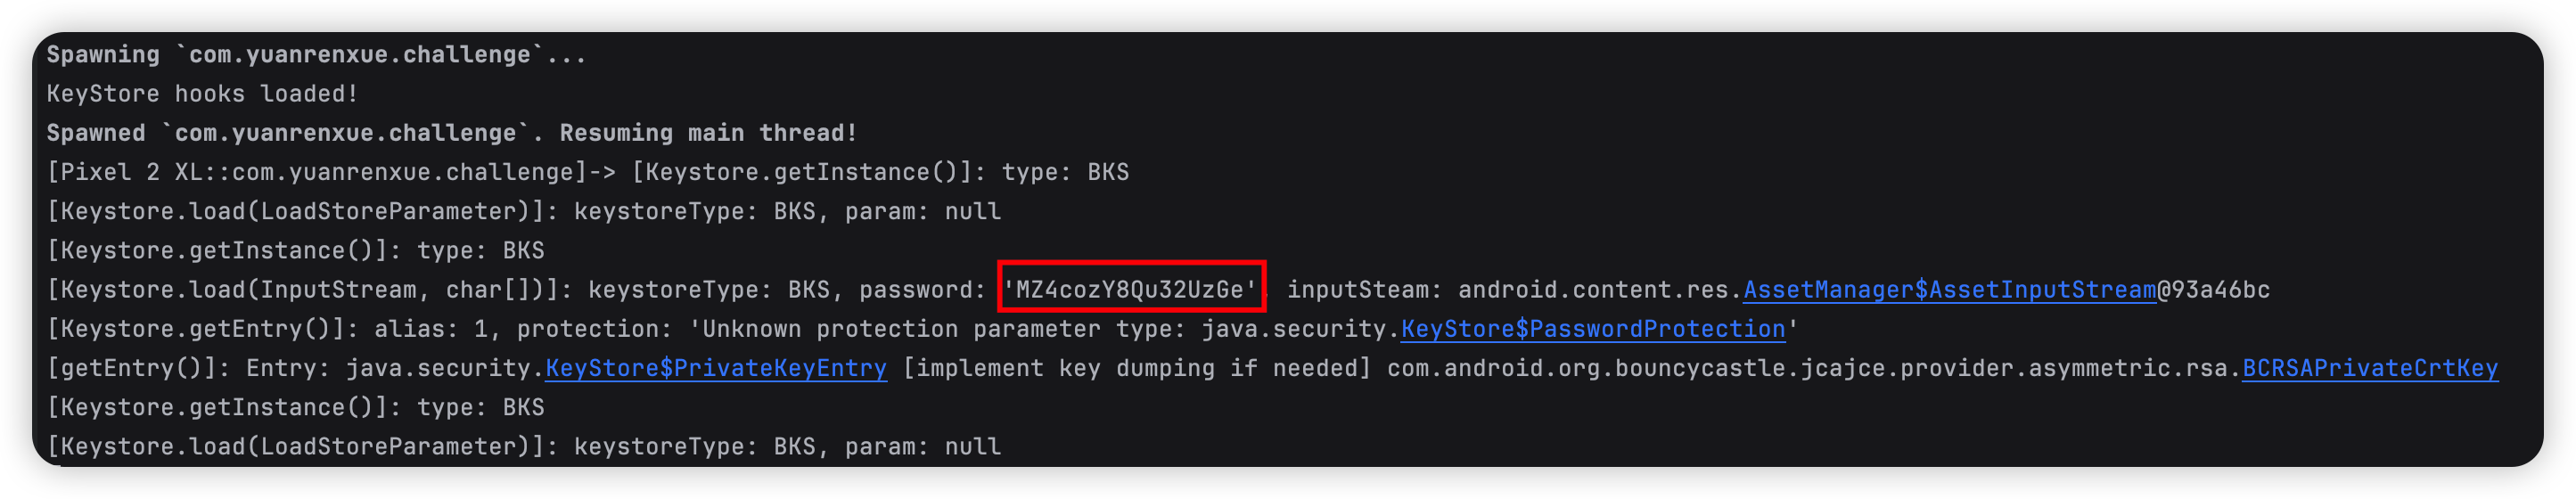 Spawning `com.yuanrenxue.challenge`...
KeyStore hooks loaded!
Spawned `com.yuanrenxue.challenge`. Resuming main thread!
[Pixel 2 XL::com.yuanrenxue.challenge]-> [Keystore.getInstance()]: type: BKS
[Keystore.load(LoadStoreParameter)]: keystoreType: BKS, param: null
[Keystore.getInstance()]: type: BKS
[Keystore.load(InputStream, char[])]: keystoreType: BKS, password: 'MZ4cozY8Qu32UzGe', inputSteam: android.content.res.AssetManager$AssetInputStream@93a46bc
[Keystore.getEntry()]: alias: 1, protection: 'Unknown protection parameter type: java.security.KeyStore$PasswordProtection'
[getEntry()]: Entry: java.security.KeyStore$PrivateKeyEntry [implement key dumping if needed] com.android.org.bouncycastle.jcajce.provider.asymmetric.rsa.BCRSAPrivateCrtKey
[Keystore.getInstance()]: type: BKS
[Keystore.load(LoadStoreParameter)]: keystoreType: BKS, param: null